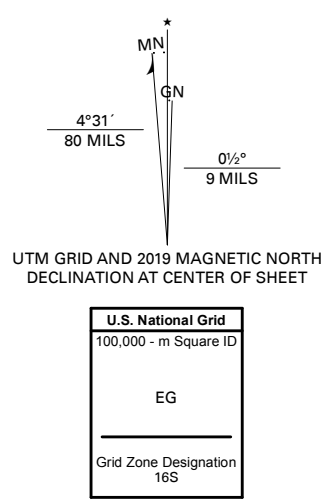 MN
GN
4°31´
80 MILS
0½°
9 MILS
UTM GRID AND 2019 MAGNETIC NORTH
DECLINATION AT CENTER OF SHEET
U.S. National Grid
100,000 - m Square ID
EG
Grid Zone Designation
16S